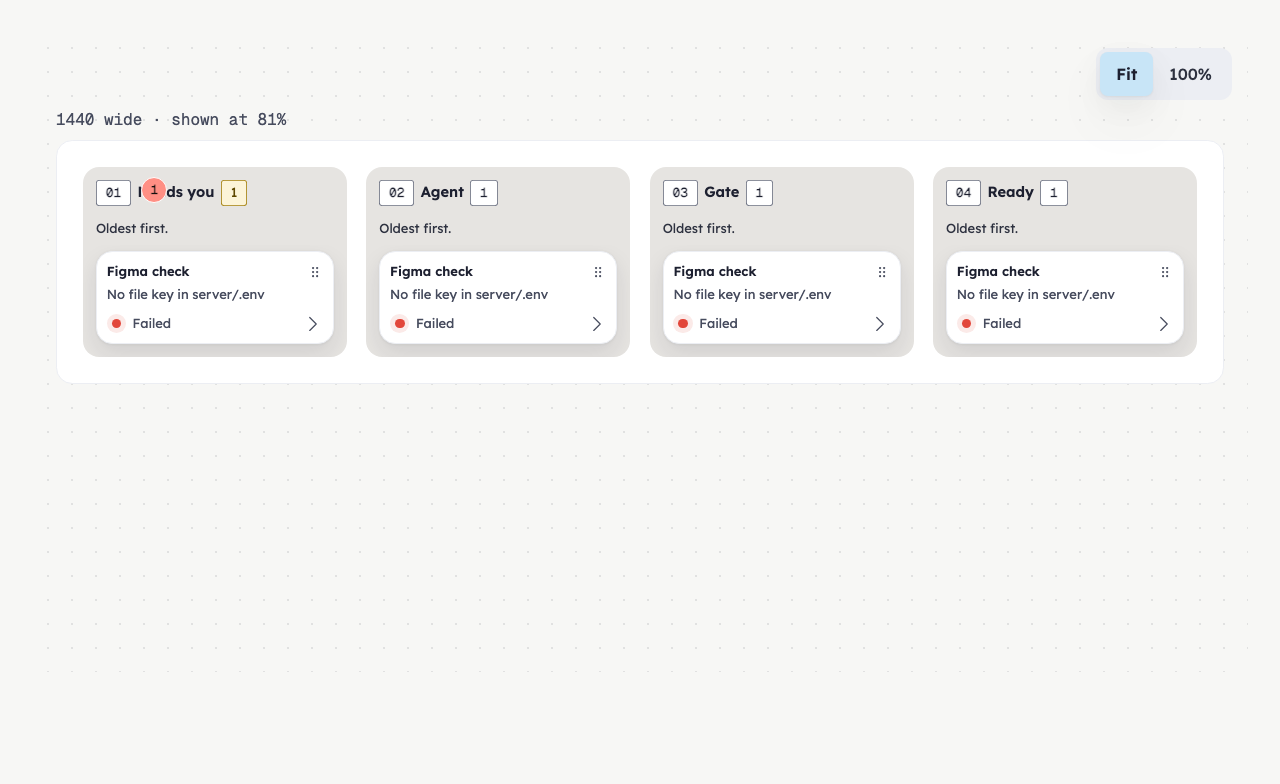 Fit 100%
1440 wide · shown at 81%
01 1 ds you 1
Oldest first.
Figma check
No file key in server/.env
Failed
02 Agent 1
Oldest first.
Figma check
No file key in server/.env
Failed
03 Gate 1
Oldest first.
Figma check
No file key in server/.env
Failed
04 Ready 1
Oldest first.
Figma check
No file key in server/.env
Failed